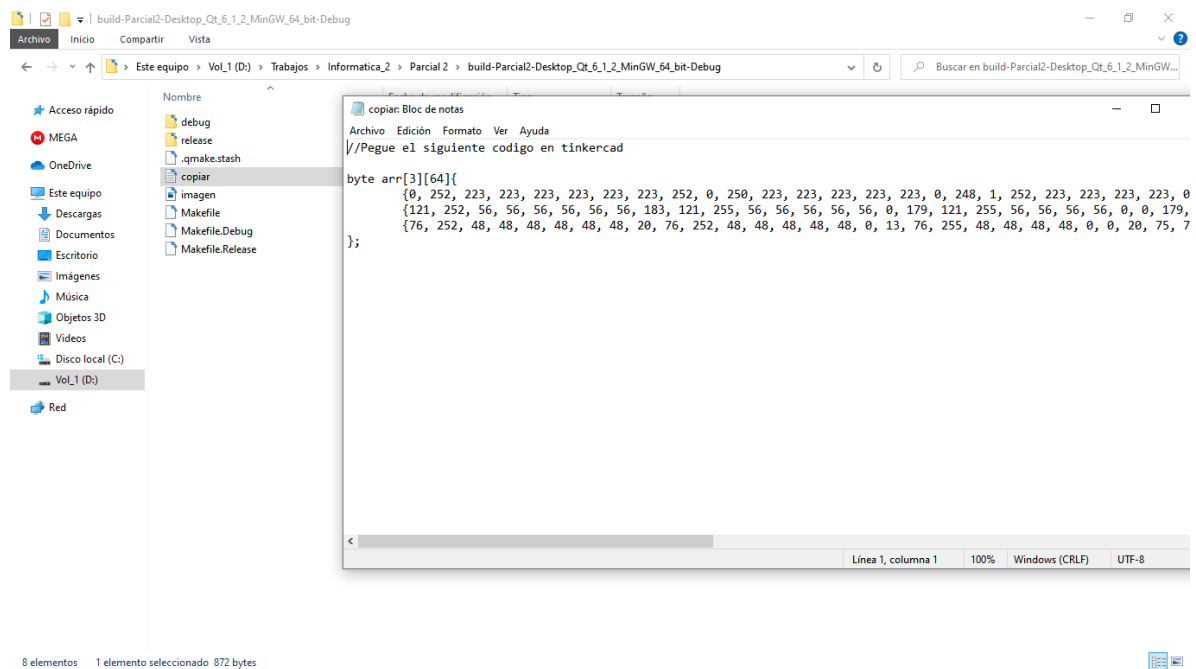 build-Parcial2-Desktop_Qt_6_1_2_MinGW_64_bit-Debug
Archivo Inicio Compartir Vista
Este equipo > Vol_1 (D:) > Trabajos > Informatica_2 > Parcial 2 > build-Parcial2-Desktop_Qt_6_1_2_MinGW_64_bit-Debug
Buscar en build-Parcial2-Desktop_Qt_6_1_2_MinGW...
Acceso rápido
MEGA
OneDrive
Este equipo
Descargas
Documentos
Escritorio
Imágenes
Música
Objetos 3D
Videos
Disco local (C:)
Vol_1 (D:)
Red
Nombre
debug
release
.qmake.stash
copiar
imagen
Makefile
Makefile.Debug
Makefile.Release
copiar: Bloc de notas
Archivo Edición Formato Ver Ayuda
//Pegue el siguiente codigo en tinkercad
byte arr[3][64]{
{0, 252, 223, 223, 223, 223, 223, 223, 252, 0, 250, 223, 223, 223, 223, 223, 0, 248, 1, 252, 223, 223, 223, 223, 0
{121, 252, 56, 56, 56, 56, 56, 56, 183, 121, 255, 56, 56, 56, 56, 56, 0, 179, 121, 255, 56, 56, 56, 56, 0, 0, 179,
{76, 252, 48, 48, 48, 48, 48, 48, 20, 76, 252, 48, 48, 48, 48, 48, 0, 13, 76, 255, 48, 48, 48, 48, 0, 0, 20, 75, 7
};
Línea 1, columna 1 100% Windows (CRLF) UTF-8
8 elementos 1 elemento seleccionado 872 bytes